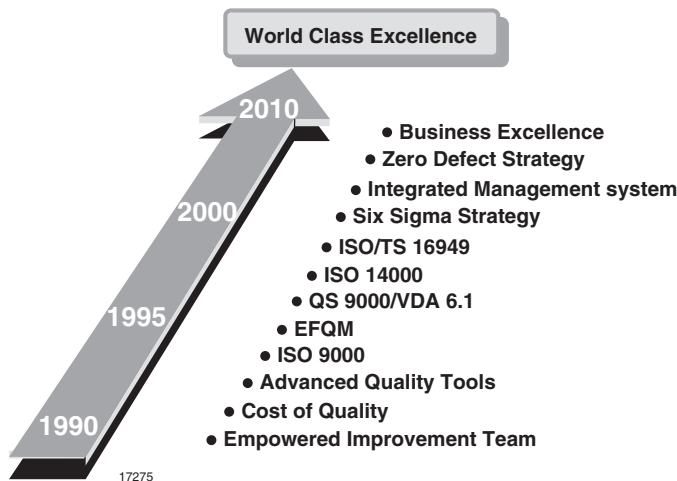 World Class Excellence
2010
• Business Excellence
• Zero Defect Strategy
• Integrated Management system
2000
• Six Sigma Strategy
• ISO/TS 16949
• ISO 14000
• QS 9000/VDA 6.1
1995
• EFQM
• ISO 9000
• Advanced Quality Tools
• Cost of Quality
1990
• Empowered Improvement Team
17275